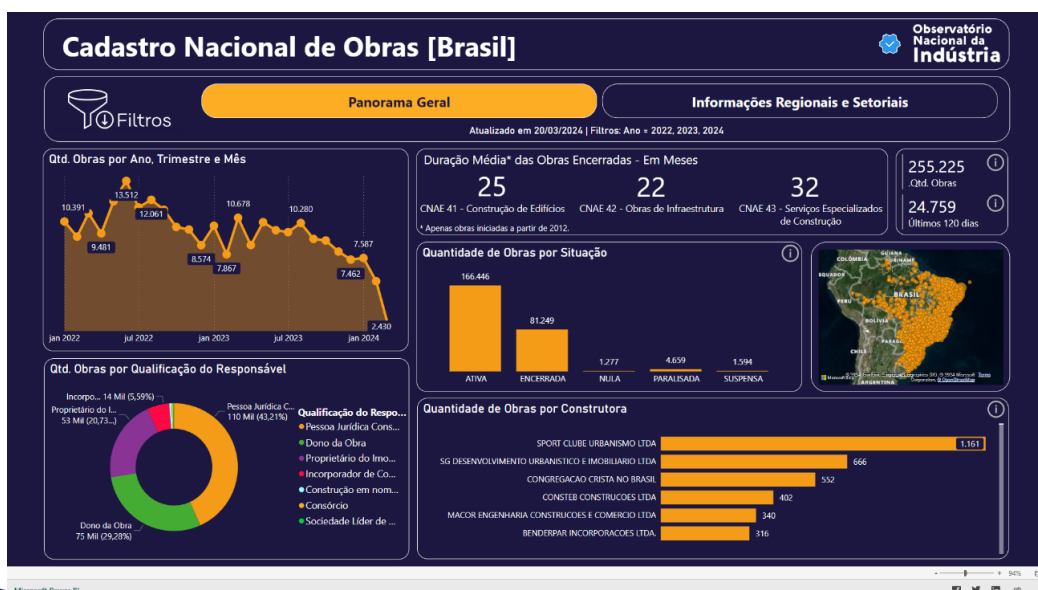 Cadastro Nacional de Obras [Brasil]
Observatório
Nacional da
Indústria
Filtros
Panorama Geral
Informações Regionais e Setoriais
Atualizado em 20/03/2024 | Filtros: Ano = 2022, 2023, 2024
Qtd. Obras por Ano, Trimestre e Mês
10.391
9.481
13.512
12.061
8.574
7.867
10.678
10.280
7.462
7.587
2.430
jan 2022
jul 2022
jan 2023
jul 2023
jan 2024
Duração Média* das Obras Encerradas - Em Meses
25
22
32
CNAE 41 - Construção de Edifícios
CNAE 42 - Obras de Infraestrutura
CNAE 43 - Serviços Especializados
de Construção
* Apenas obras iniciadas a partir de 2012.
255.225
.Qtd. Obras
24.759
Últimos 120 dias
Quantidade de Obras por Situação
166.446
81.249
1.277
4.659
1.594
ATIVA
ENCERRADA
NULA
PARALISADA
SUSPENSA
COLÔMBIA
GUIANA
SURINAME
EQUADOR
PERU
BRASIL
BOLÍVIA
CHILE
ARGENTINA
Terms
Qtd. Obras por Qualificação do Responsável
Incorpo... 14 Mil (5,59%)
Proprietário do I...
53 Mil (20,73...)
Pessoa Jurídica C...
110 Mil (43,21%)
Dono da Obra
75 Mil (29,28%)
Qualificação do Respo...
Pessoa Jurídica Cons...
Dono da Obra
Proprietário do Imo...
Incorporador de Co...
Construção em nom...
Consórcio
Sociedade Líder de ...
Quantidade de Obras por Construtora
SPORT CLUBE URBANISMO LTDA
1.161
SG DESENVOLVIMENTO URBANISTICO E IMOBILIARIO LTDA
666
CONGREGACAO CRISTA NO BRASIL
552
CONSTEB CONSTRUCOES LTDA
402
MACOR ENGENHARIA CONSTRUCOES E COMERCIO LTDA
340
BENDERPAR INCORPORACOES LTDA.
316
- + 94%